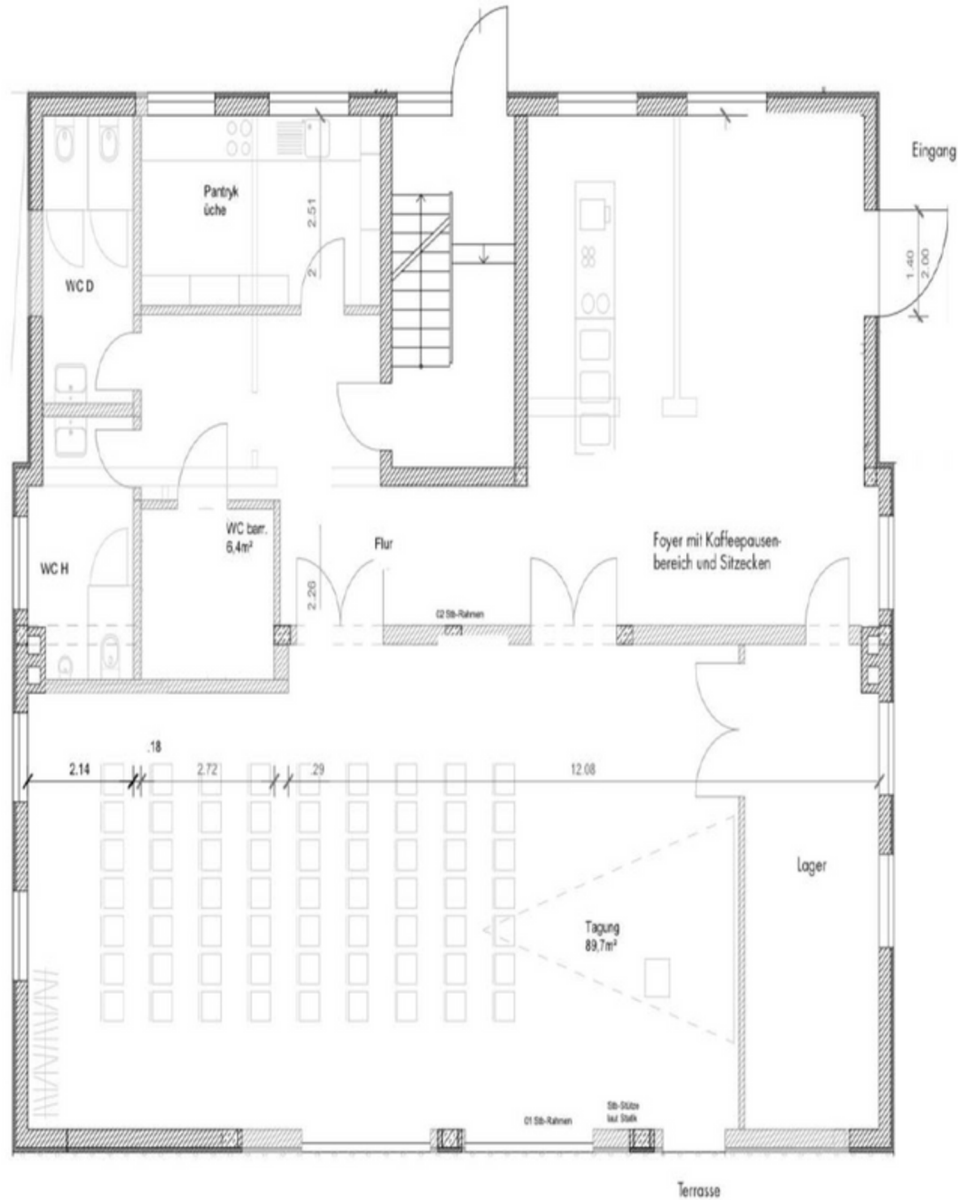 Eingang
Pantryk
üche
2.51
2
1.40
2.00
WC D
WC barr.
6,4m²
Flur
Foyer mit Kaffeepausen-
bereich und Sitzecken
WC H
2.26
02 Stb-Rahmen
.18
2.14
2.72
.29
12.08
Lager
Tagung
89,7m²
Stb-Stütze
laut Statik
01 Stb-Rahmen
Terrasse